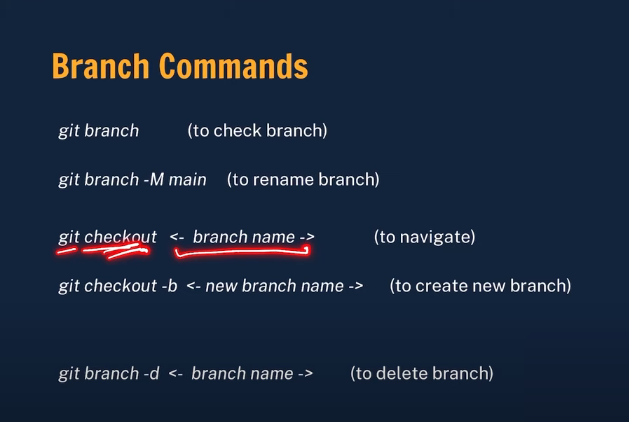 Branch Commands
git branch (to check branch)
git branch -M main (to rename branch)
git checkout <- branch name -> (to navigate)
git checkout -b <- new branch name -> (to create new branch)
git branch -d <- branch name -> (to delete branch)